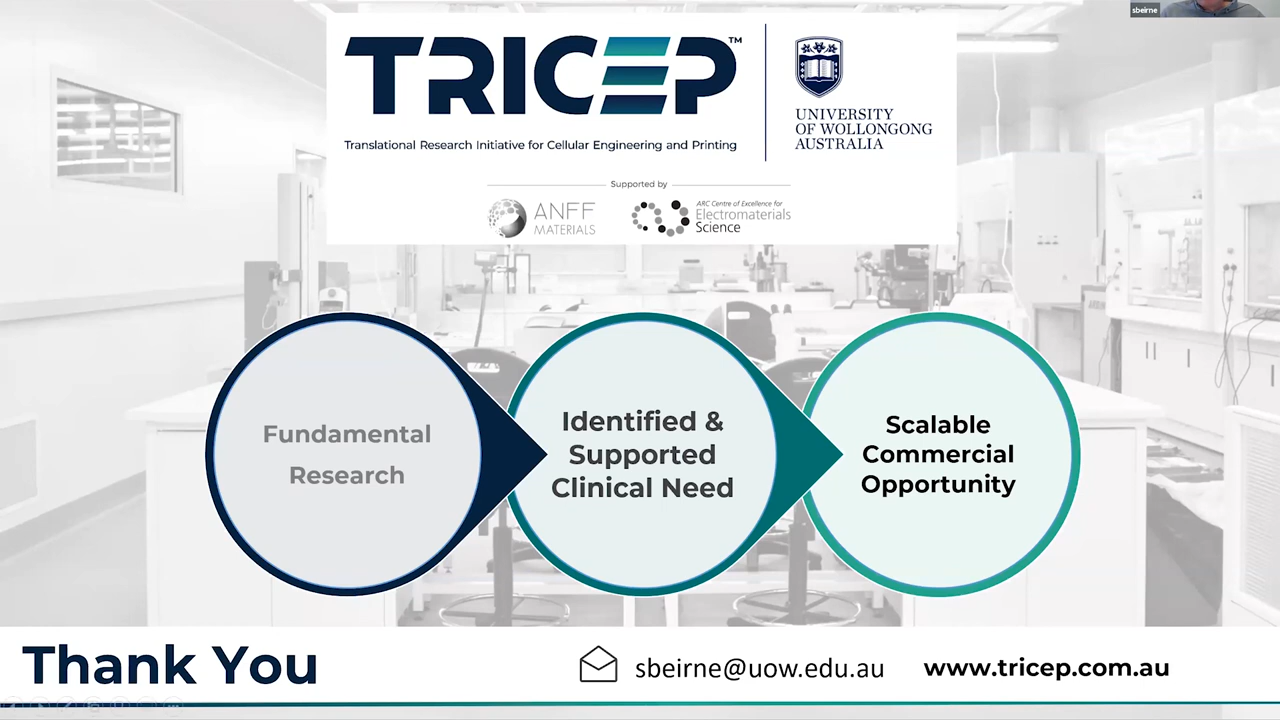 sbeirne
TRICEP™
Translational Research Initiative for Cellular Engineering and Printing
UNIVERSITY
OF WOLLONGONG
AUSTRALIA
Supported by
ANFF
MATERIALS
ARC Centre of Excellence for
Electromaterials
Science
Fundamental
Research
Identified &
Supported
Clinical Need
Scalable
Commercial
Opportunity
Thank You
sbeirne@uow.edu.au
www.tricep.com.au